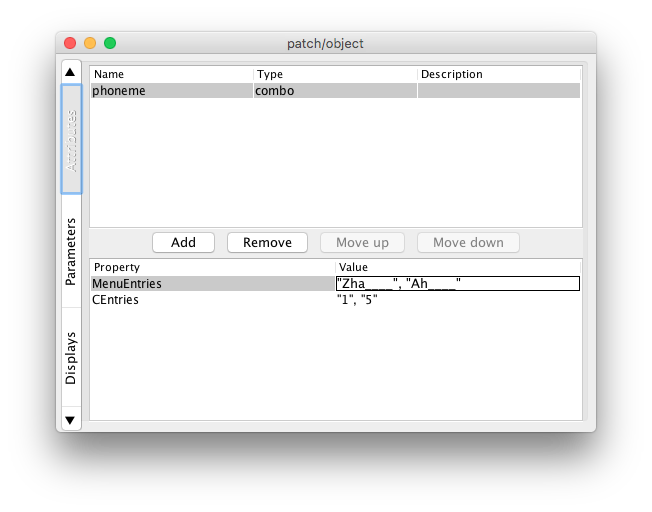 patch/object
Attributes
Parameters
Displays
Name Type Description
phoneme combo
Add Remove Move up Move down
Property Value
MenuEntries "Zha____", "Ah____"
CEntries "1", "5"